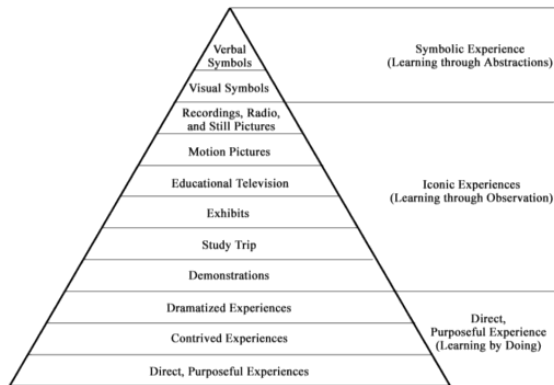 Verbal
Symbols
Visual Symbols
Recordings, Radio,
and Still Pictures
Motion Pictures
Educational Television
Exhibits
Study Trip
Demonstrations
Dramatized Experiences
Contrived Experiences
Direct, Purposeful Experiences
Symbolic Experience
(Learning through Abstractions)
Iconic Experiences
(Learning through Observation)
Direct,
Purposeful Experience
(Learning by Doing)